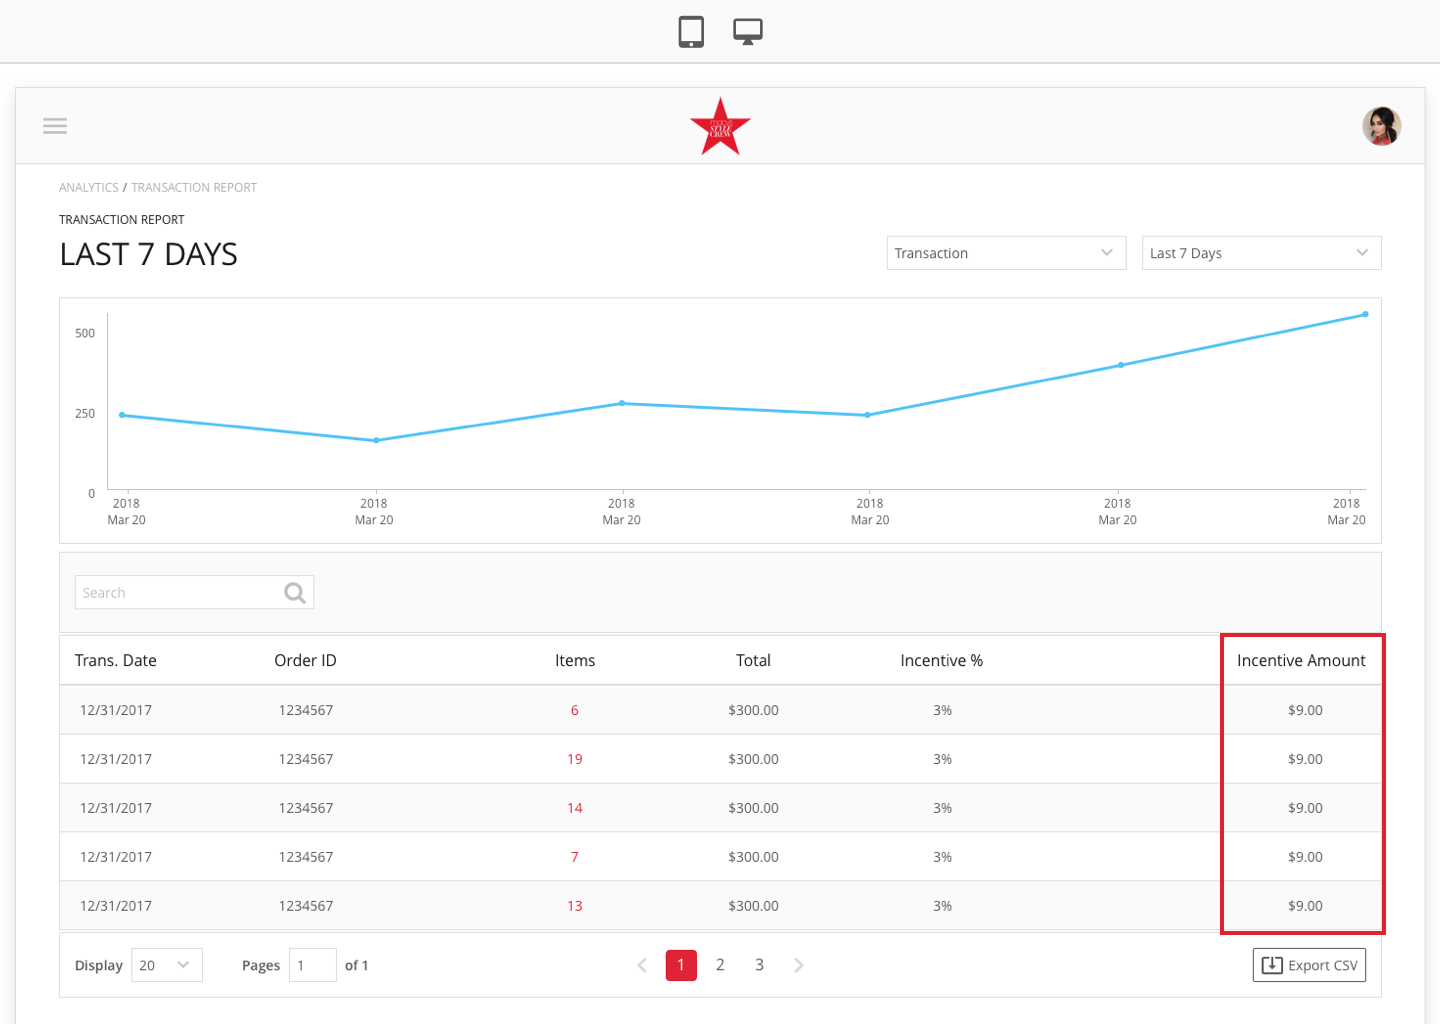 STYLE
CREW
ANALYTICS / TRANSACTION REPORT
TRANSACTION REPORT
LAST 7 DAYS
Transaction
Last 7 Days
500
250
0
2018 2018 2018 2018 2018 2018
Mar 20 Mar 20 Mar 20 Mar 20 Mar 20 Mar 20
Search
Trans. Date Order ID Items Total Incentive % Incentive Amount
12/31/2017 1234567 6 $300.00 3% $9.00
12/31/2017 1234567 19 $300.00 3% $9.00
12/31/2017 1234567 14 $300.00 3% $9.00
12/31/2017 1234567 7 $300.00 3% $9.00
12/31/2017 1234567 13 $300.00 3% $9.00
Display 20 Pages 1 of 1 1 2 3 Export CSV